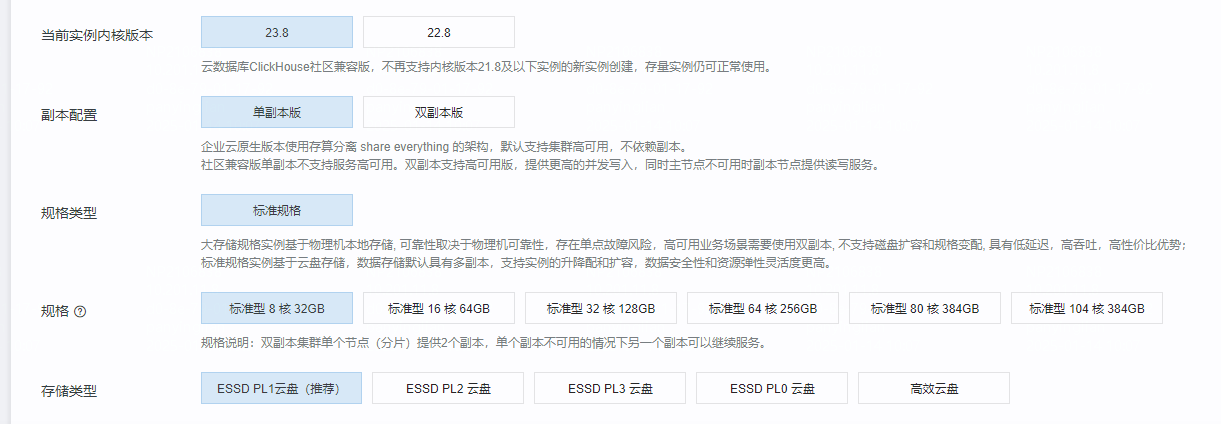 当前实例内核版本
23.8
22.8
云数据库ClickHouse社区兼容版，不再支持内核版本21.8及以下实例的新实例创建，存量实例仍可正常使用。
副本配置
单副本版
双副本版
企业云原生版本使用存算分离 share everything 的架构，默认支持集群高可用，不依赖副本。
社区兼容版单副本不支持服务高可用。双副本支持高可用版，提供更高的并发写入，同时主节点不可用时副本节点提供读写服务。
规格类型
标准规格
大存储规格实例基于物理机本地存储, 可靠性取决于物理机可靠性，存在单点故障风险，高可用业务场景需要使用双副本, 不支持磁盘扩容和规格变配, 具有低延迟，高吞吐，高性价比优势；
标准规格实例基于云盘存储，数据存储默认具有多副本，支持实例的升降配和扩容，数据安全性和资源弹性灵活度更高。
规格
标准型 8 核 32GB
标准型 16 核 64GB
标准型 32 核 128GB
标准型 64 核 256GB
标准型 80 核 384GB
标准型 104 核 384GB
规格说明：双副本集群单个节点（分片）提供2个副本，单个副本不可用的情况下另一个副本可以继续服务。
存储类型
ESSD PL1云盘（推荐）
ESSD PL2 云盘
ESSD PL3 云盘
ESSD PL0 云盘
高效云盘